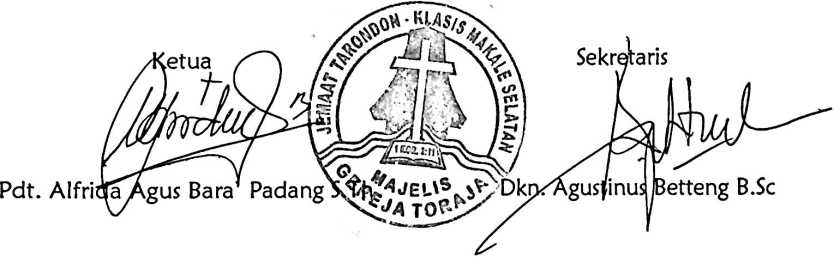 Ketua
Sekretaris
JEMAAT TARONDON - KLASIS MAKALE SELATAN
MAJELIS
GEREJA TORAJA
Pdt. Alfrida Agus Bara' Padang
Dkn. Agustinus Betteng B.Sc